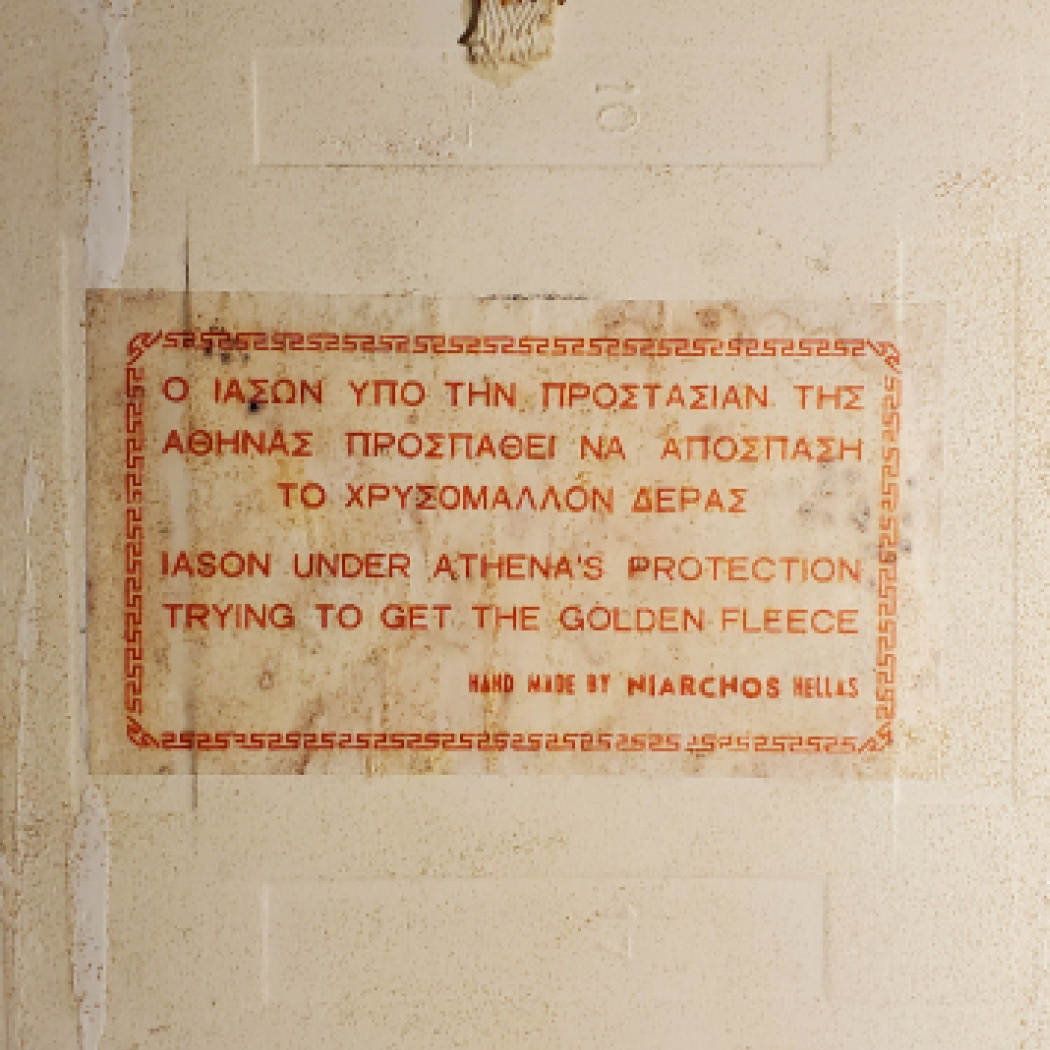 10
Ο ΙΑΣΩΝ ΥΠΟ ΤΗΝ ΠΡΟΣΤΑΣΙΑΝ ΤΗΣ
ΑΘΗΝΑΣ ΠΡΟΣΠΑΘΕΙ ΝΑ ΑΠΟΣΠΑΣΗ
ΤΟ ΧΡΥΣΟΜΑΛΛΟΝ ΔΕΡΑΣ
IASON UNDER ATHENA'S PROTECTION
TRYING TO GET THE GOLDEN FLEECE
HAND MADE BY NIARCHOS HELLAS